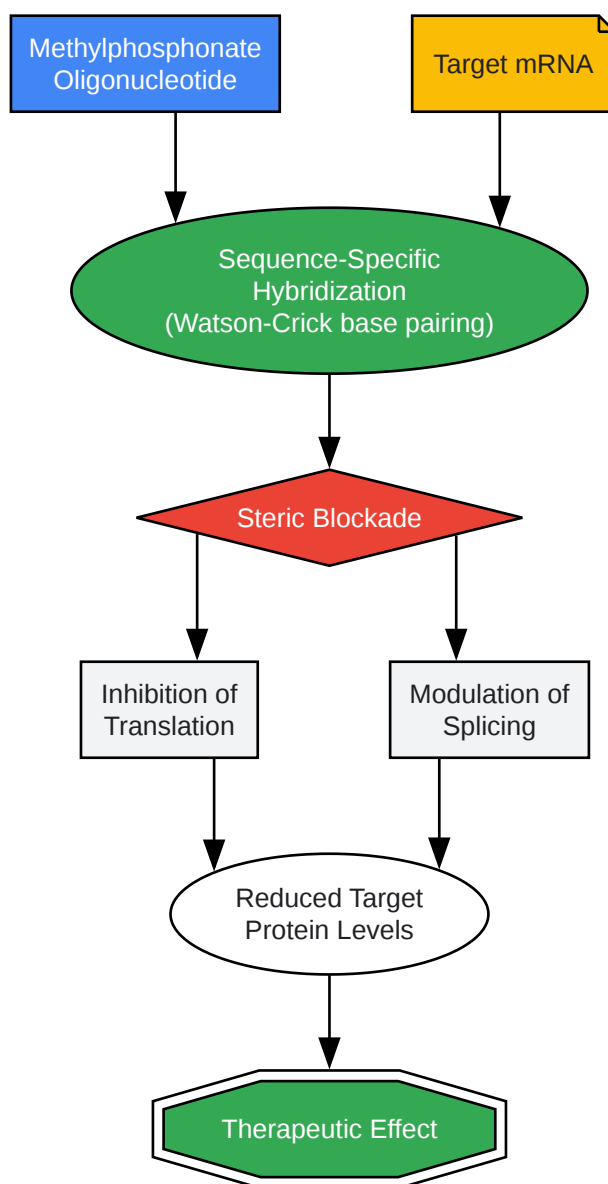 Methylphosphonate
Oligonucleotide
Target mRNA
Sequence-Specific
Hybridization
(Watson-Crick base pairing)
Steric Blockade
Inhibition of
Translation
Modulation of
Splicing
Reduced Target
Protein Levels
Therapeutic Effect